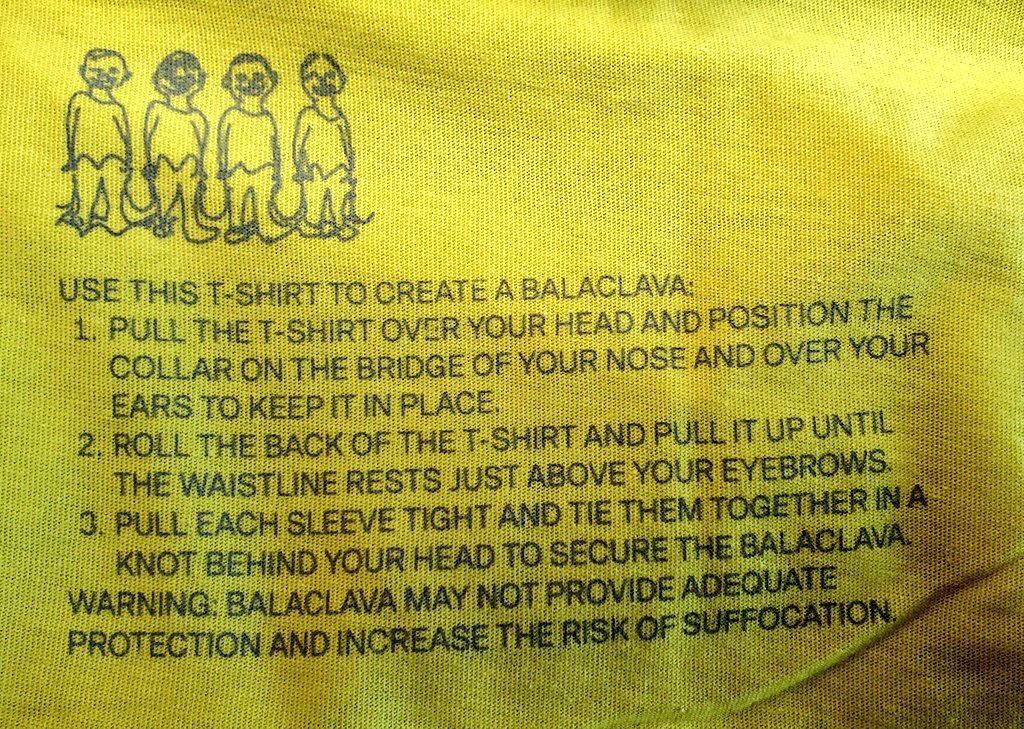 USE THIS T-SHIRT TO CREATE A BALACLAVA:
1. PULL THE T-SHIRT OVER YOUR HEAD AND POSITION THE
COLLAR ON THE BRIDGE OF YOUR NOSE AND OVER YOUR
EARS TO KEEP IT IN PLACE.
2. ROLL THE BACK OF THE T-SHIRT AND PULL IT UP UNTIL
THE WAISTLINE RESTS JUST ABOVE YOUR EYEBROWS.
3. PULL EACH SLEEVE TIGHT AND TIE THEM TOGETHER IN A
KNOT BEHIND YOUR HEAD TO SECURE THE BALACLAVA.
WARNING: BALACLAVA MAY NOT PROVIDE ADEQUATE
PROTECTION AND INCREASE THE RISK OF SUFFOCATION.